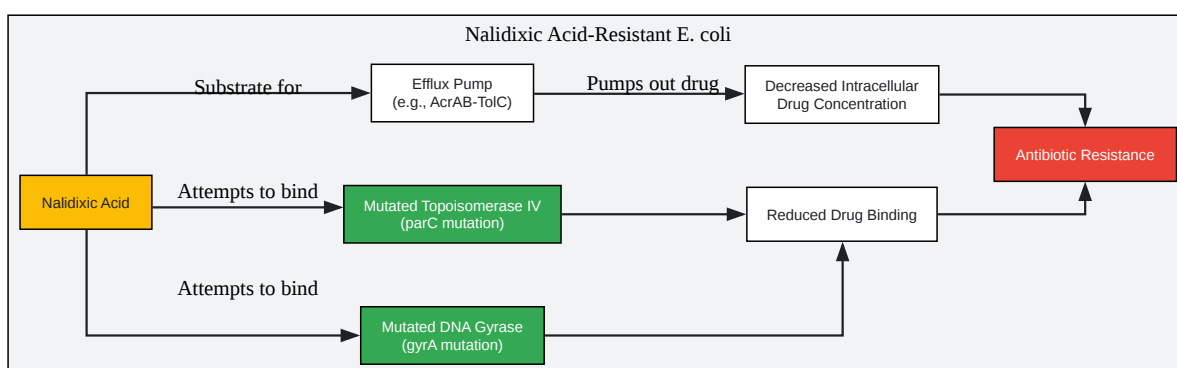 Nalidixic Acid-Resistant E. coli
Substrate for
Efflux Pump
(e.g., AcrAB-TolC)
Pumps out drug
Decreased Intracellular
Drug Concentration
Antibiotic Resistance
Nalidixic Acid
Attempts to bind
Mutated Topoisomerase IV
(parC mutation)
Reduced Drug Binding
Attempts to bind
Mutated DNA Gyrase
(gyrA mutation)